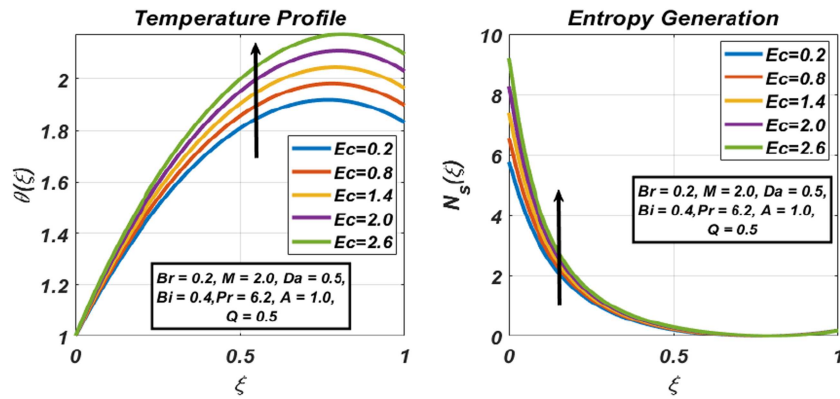 Temperature Profile
θ(ξ)
2
1.8
1.6
1.4
1.2
1
Ec=0.2
Ec=0.8
Ec=1.4
Ec=2.0
Ec=2.6
Br = 0.2, M = 2.0, Da = 0.5,
Bi = 0.4,Pr = 6.2, A = 1.0,
Q = 0.5
0
0.5
1
ξ
Entropy Generation
N_s(ξ)
10
8
6
4
2
0
Ec=0.2
Ec=0.8
Ec=1.4
Ec=2.0
Ec=2.6
Br = 0.2, M = 2.0, Da = 0.5,
Bi = 0.4,Pr = 6.2, A = 1.0,
Q = 0.5
0
0.5
1
ξ